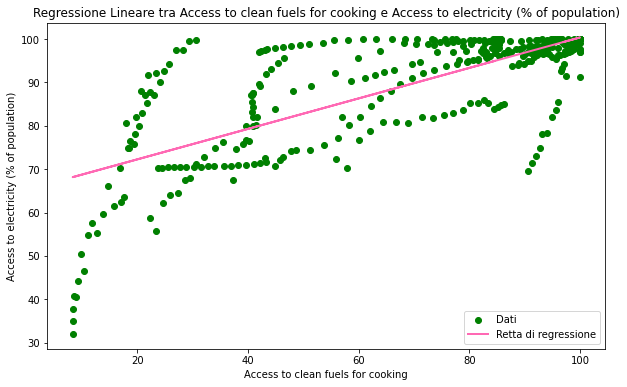 Regressione Lineare tra Access to clean fuels for cooking e Access to electricity (% of population)
Access to electricity (% of population)
100
90
80
70
60
50
40
30
20
40
60
80
100
Access to clean fuels for cooking
Dati
Retta di regressione